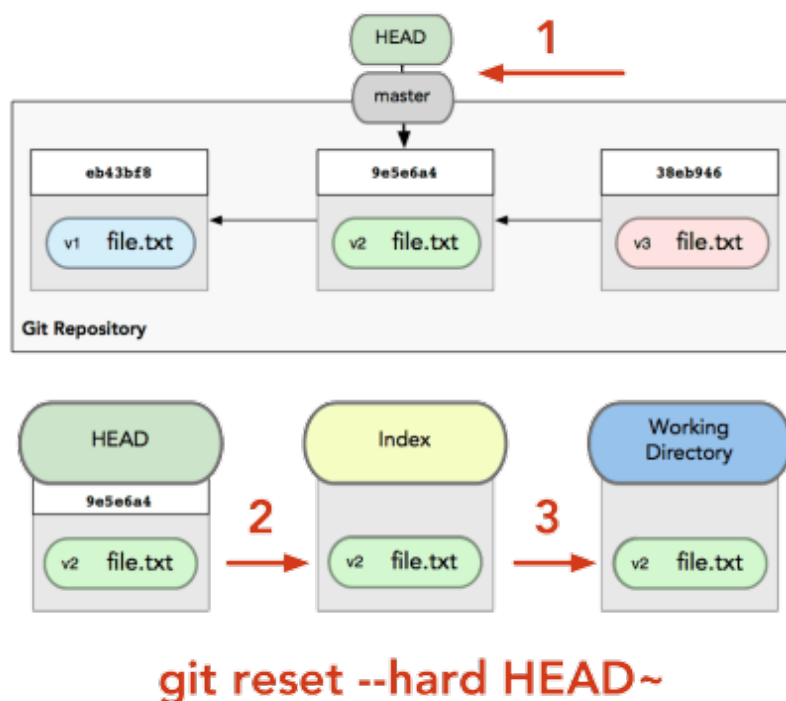 HEAD
1
master
eb43bf8
9e5e6a4
38eb946
v1 file.txt
v2 file.txt
v3 file.txt
Git Repository
HEAD
Index
Working
Directory
9e5e6a4
2
3
v2 file.txt
v2 file.txt
v2 file.txt
git reset --hard HEAD~